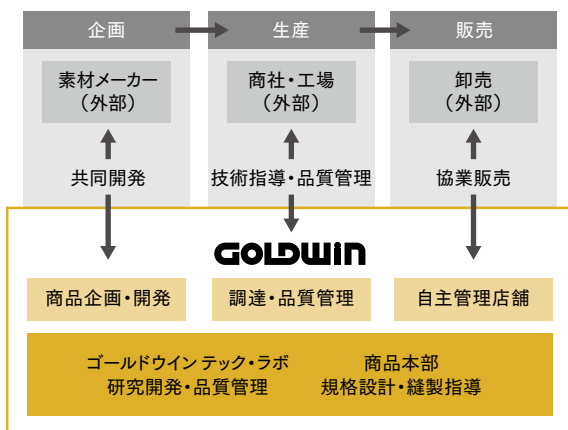 企画
生産
販売
素材メーカー
（外部）
商社・工場
（外部）
卸売
（外部）
共同開発
技術指導・品質管理
協業販売
GOLDWIN
商品企画・開発
調達・品質管理
自主管理店舗
ゴールドウイン テック・ラボ
研究開発・品質管理
商品本部
規格設計・縫製指導